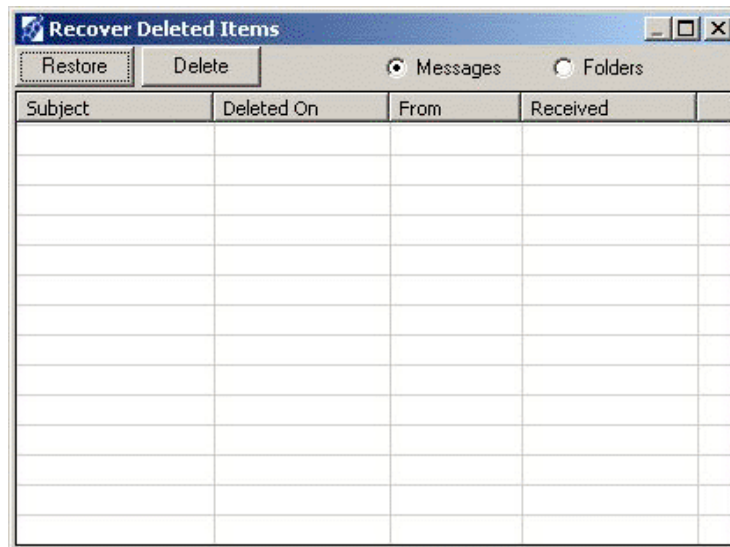 Recover Deleted Items
Restore Delete Messages Folders
Subject Deleted On From Received